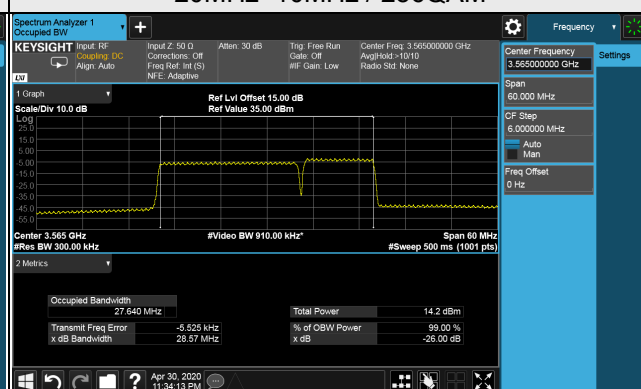 Spectrum Analyzer 1
Occupied BW
Frequency
KEYSIGHT
Input: RF
Coupling: DC
Align: Auto
Input Z: 50 Ω
Corrections: Off
Freq Ref: Int (S)
NFE: Adaptive
Atten: 30 dB
Trig: Free Run
Gate: Off
#IF Gain: Low
Center Freq: 3.565000000 GHz
Avg|Hold:>10/10
Radio Std: None
LXI
Center Frequency
3.565000000 GHz
Settings
Span
60.000 MHz
CF Step
6.000000 MHz
Auto
Man
Freq Offset
0 Hz
1 Graph
Scale/Div 10.0 dB
Ref Lvl Offset 15.00 dB
Ref Value 35.00 dBm
Log
25.0
15.0
5.00
-5.00
-15.0
-25.0
-35.0
-45.0
-55.0
Center 3.565 GHz
#Res BW 300.00 kHz
#Video BW 910.00 kHz*
Span 60 MHz
#Sweep 500 ms (1001 pts)
2 Metrics
Occupied Bandwidth
27.640 MHz
Total Power 14.2 dBm
Transmit Freq Error -5.525 kHz
% of OBW Power 99.00 %
x dB Bandwidth 28.57 MHz
x dB -26.00 dB
Apr 30, 2020
11:34:13 PM